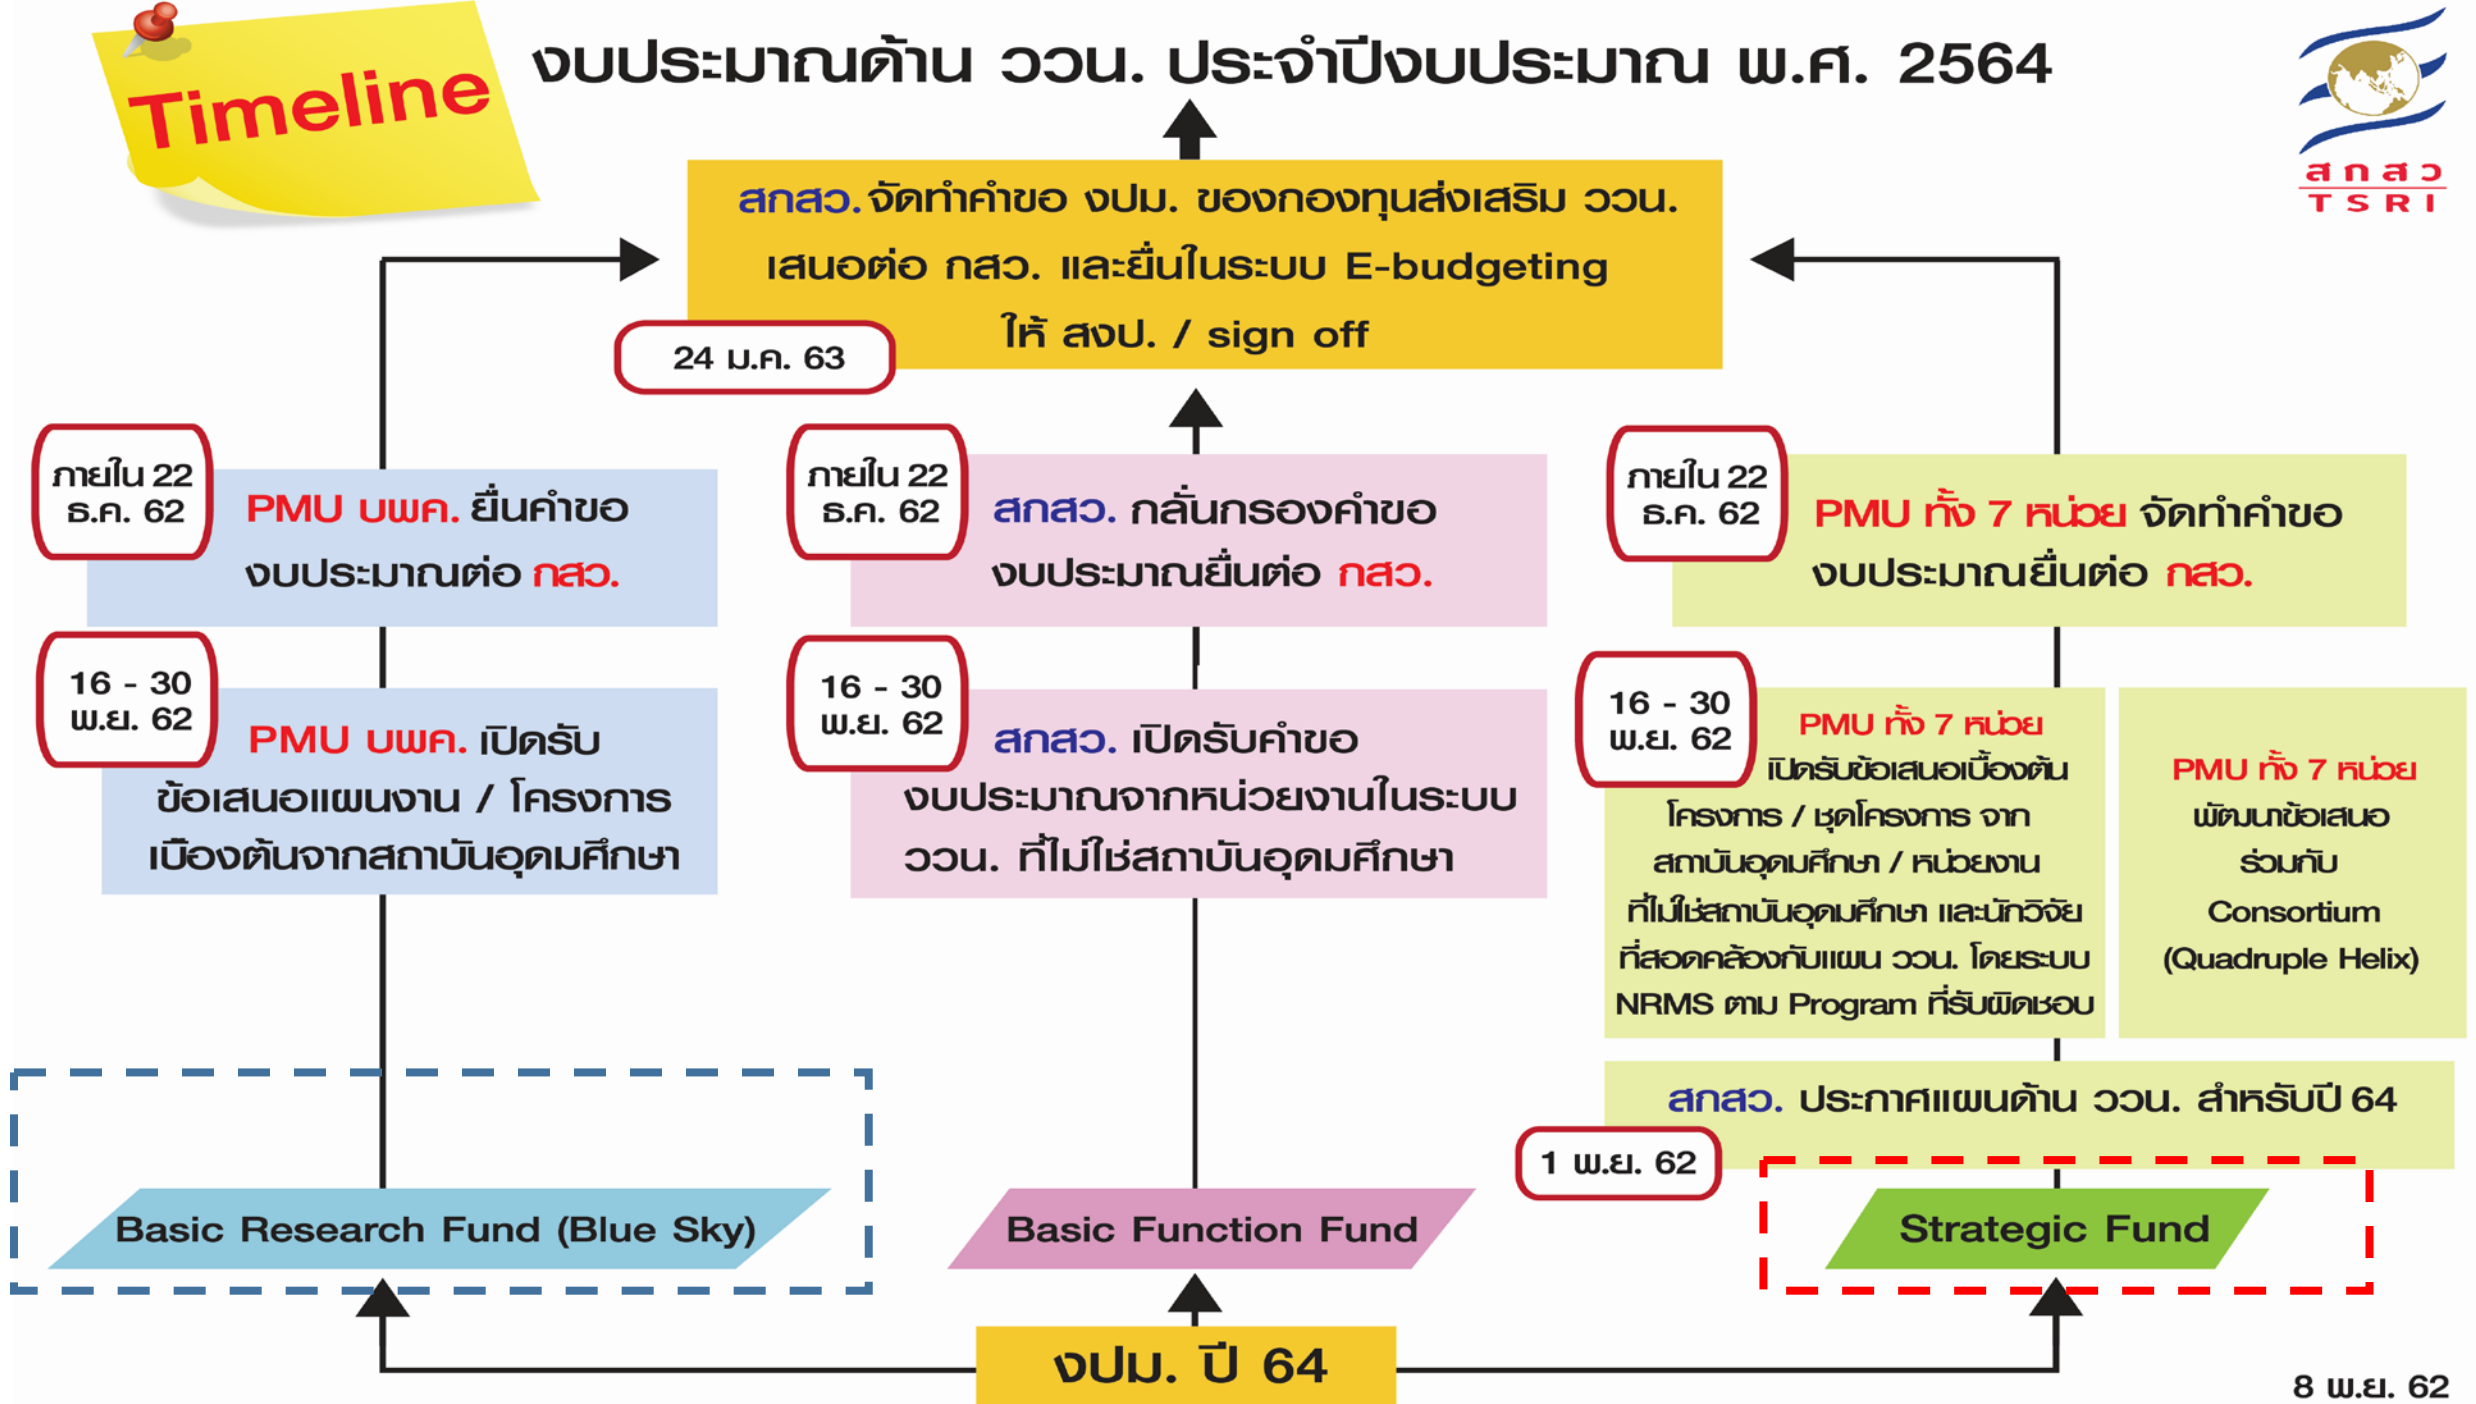 Timeline
งบประมาณด้าน ววน. ประจำปีงบประมาณ พ.ศ. 2564
สกสว
TSRI
สกสว. จัดทำคำขอ งปม. ของกองทุนส่งเสริม ววน.
เสนอต่อ กสว. และยื่นในระบบ E-budgeting
ให้ สงป. / sign off
24 ม.ค. 63
ภายใน 22
ธ.ค. 62
PMU บพค. ยื่นคำขอ
งบประมาณต่อ กสว.
ภายใน 22
ธ.ค. 62
สกสว. กลั่นกรองคำขอ
งบประมาณยื่นต่อ กสว.
ภายใน 22
ธ.ค. 62
PMU ทั้ง 7 หน่วย จัดทำคำขอ
งบประมาณยื่นต่อ กสว.
16 - 30
พ.ย. 62
PMU บพค. เปิดรับ
ข้อเสนอแผนงาน / โครงการ
เบื้องต้นจากสถาบันอุดมศึกษา
16 - 30
พ.ย. 62
สกสว. เปิดรับคำขอ
งบประมาณจากหน่วยงานในระบบ
ววน. ที่ไม่ใช่สถาบันอุดมศึกษา
16 - 30
พ.ย. 62
PMU ทั้ง 7 หน่วย
เปิดรับข้อเสนอเบื้องต้น
โครงการ / ชุดโครงการ จาก
สถาบันอุดมศึกษา / หน่วยงาน
ที่ไม่ใช่สถาบันอุดมศึกษา และนักวิจัย
ที่สอดคล้องกับแผน ววน. โดยระบบ
NRMS ตาม Program ที่รับผิดชอบ
PMU ทั้ง 7 หน่วย
พัฒนาข้อเสนอ
ร่วมกับ
Consortium
(Quadruple Helix)
สกสว. ประกาศแผนด้าน ววน. สำหรับปี 64
1 พ.ย. 62
Basic Research Fund (Blue Sky)
Basic Function Fund
Strategic Fund
งปม. ปี 64
8 พ.ย. 62